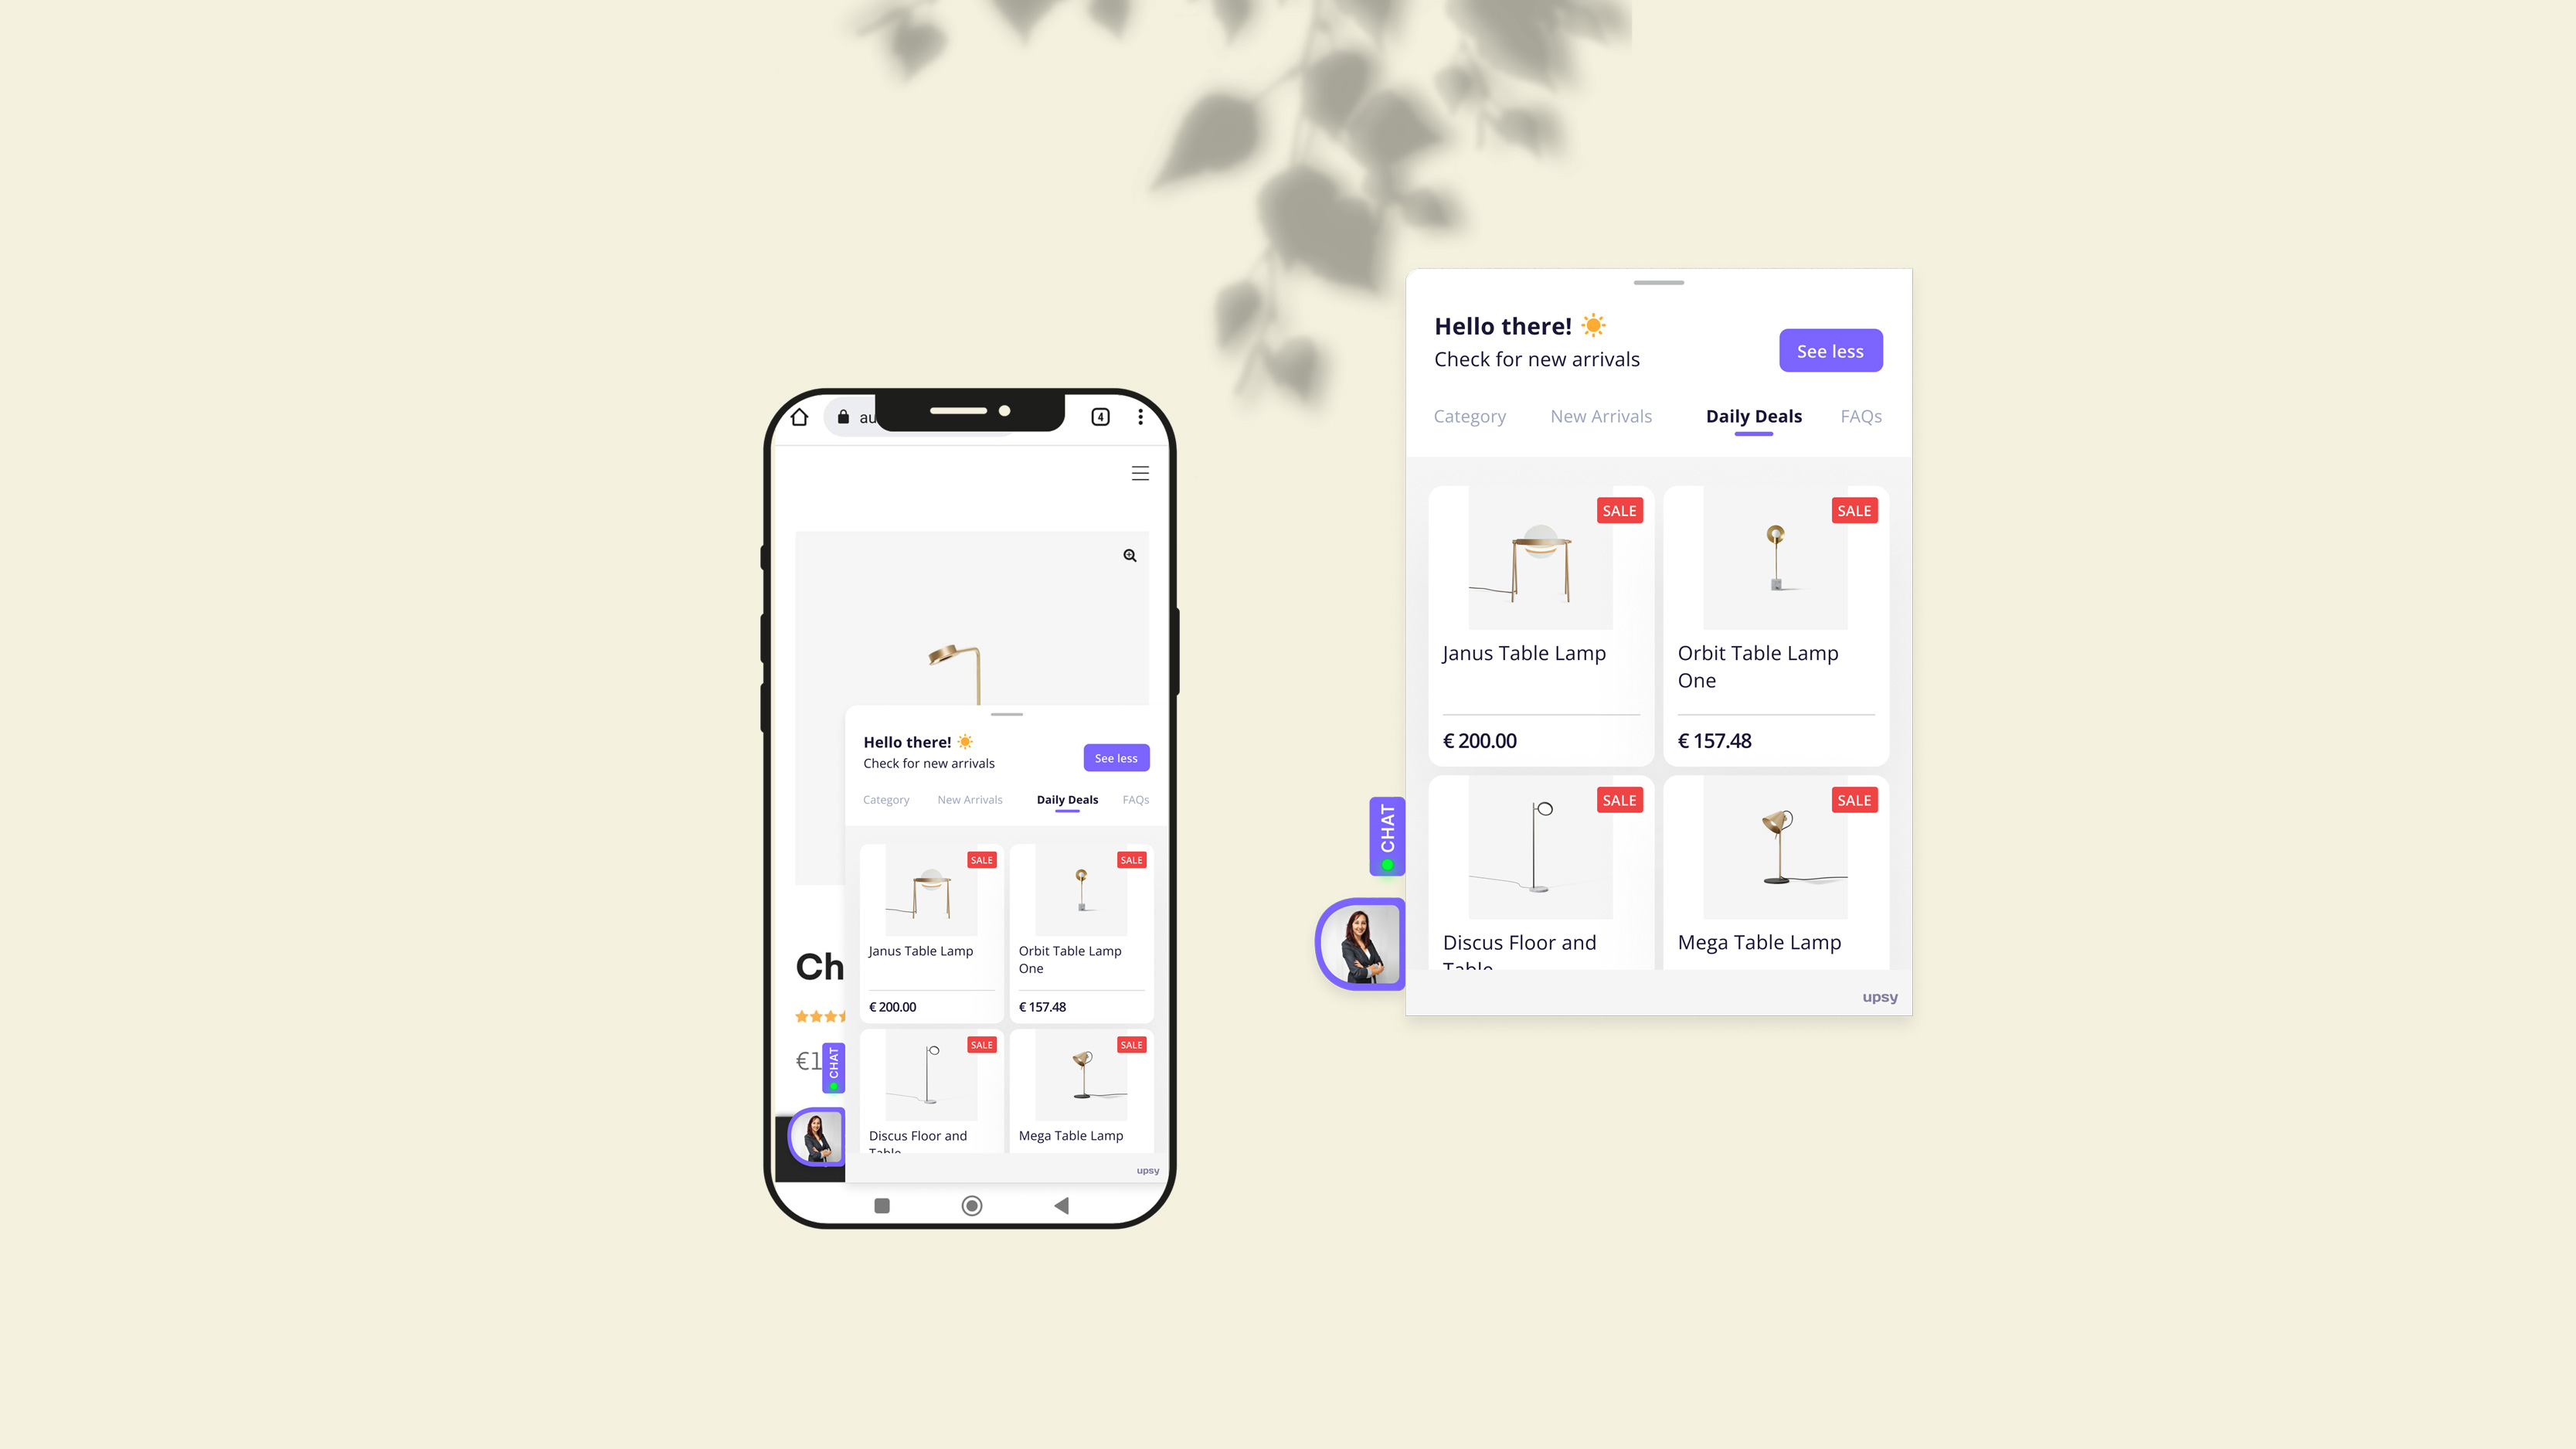 au
4
Ch
€1
CHAT
Hello there!
Check for new arrivals
See less
Category New Arrivals Daily Deals FAQs
SALE SALE
Janus Table Lamp
Orbit Table Lamp
One
€ 200.00 € 157.48
SALE SALE
Discus Floor and
Table
Mega Table Lamp
upsy
Hello there!
Check for new arrivals
See less
Category New Arrivals Daily Deals FAQs
SALE SALE
Janus Table Lamp
Orbit Table Lamp
One
€ 200.00 € 157.48
SALE SALE
CHAT
Discus Floor and
Table
Mega Table Lamp
upsy